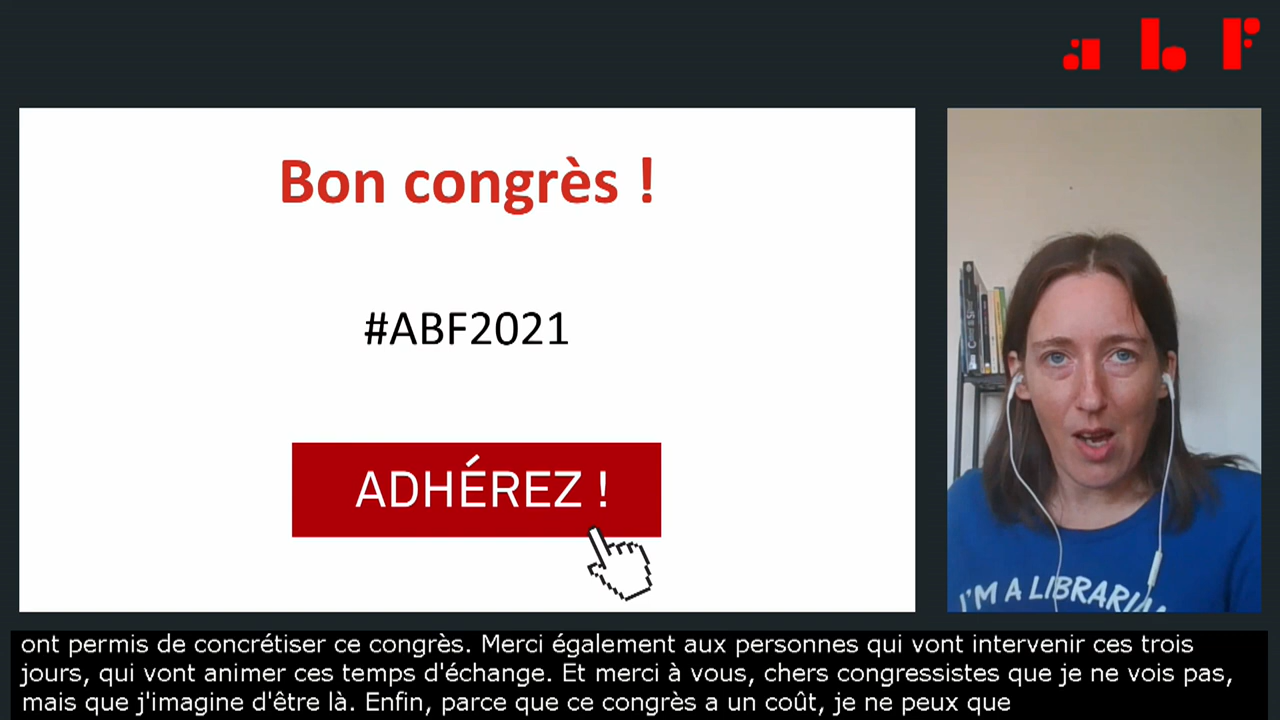 abf
Bon congrès !
#ABF2021
ADHÉREZ !
I'M A LIBRARIA
ont permis de concrétiser ce congrès. Merci également aux personnes qui vont intervenir ces trois
jours, qui vont animer ces temps d'échange. Et merci à vous, chers congressistes que je ne vois pas,
mais que j'imagine d'être là. Enfin, parce que ce congrès a un coût, je ne peux que